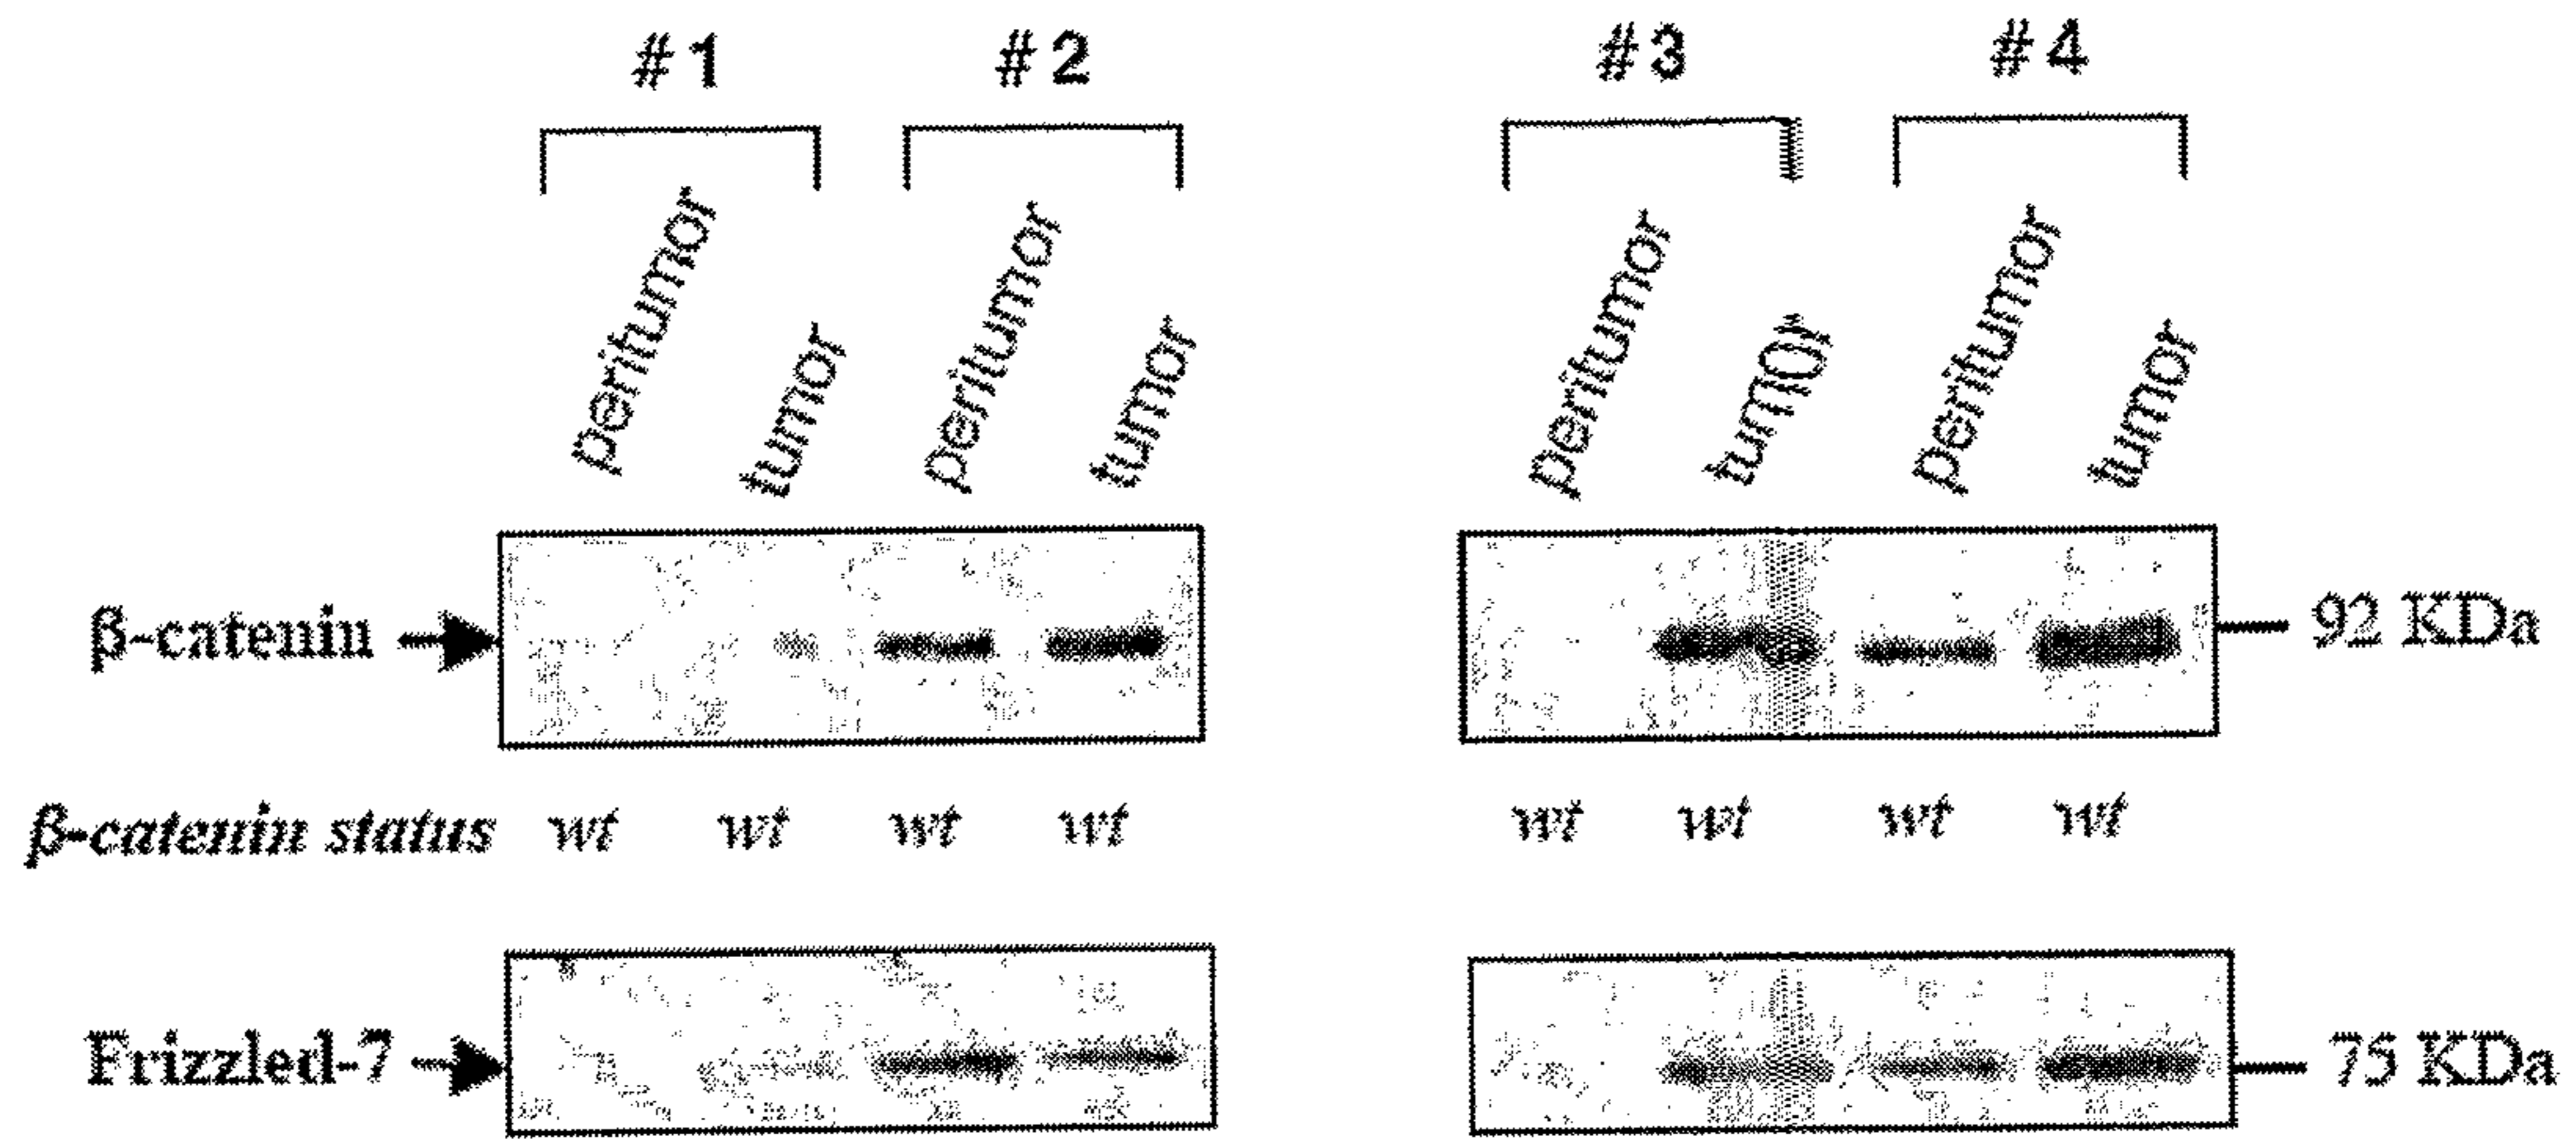 #1 #2 #3 #4
peritumor tumor peritumor tumor peritumor tumor peritumor tumor
β-catenin 92 KDa
β-catenin status wt wt wt wt wt wt wt wt
Frizzled-7 75 KDa